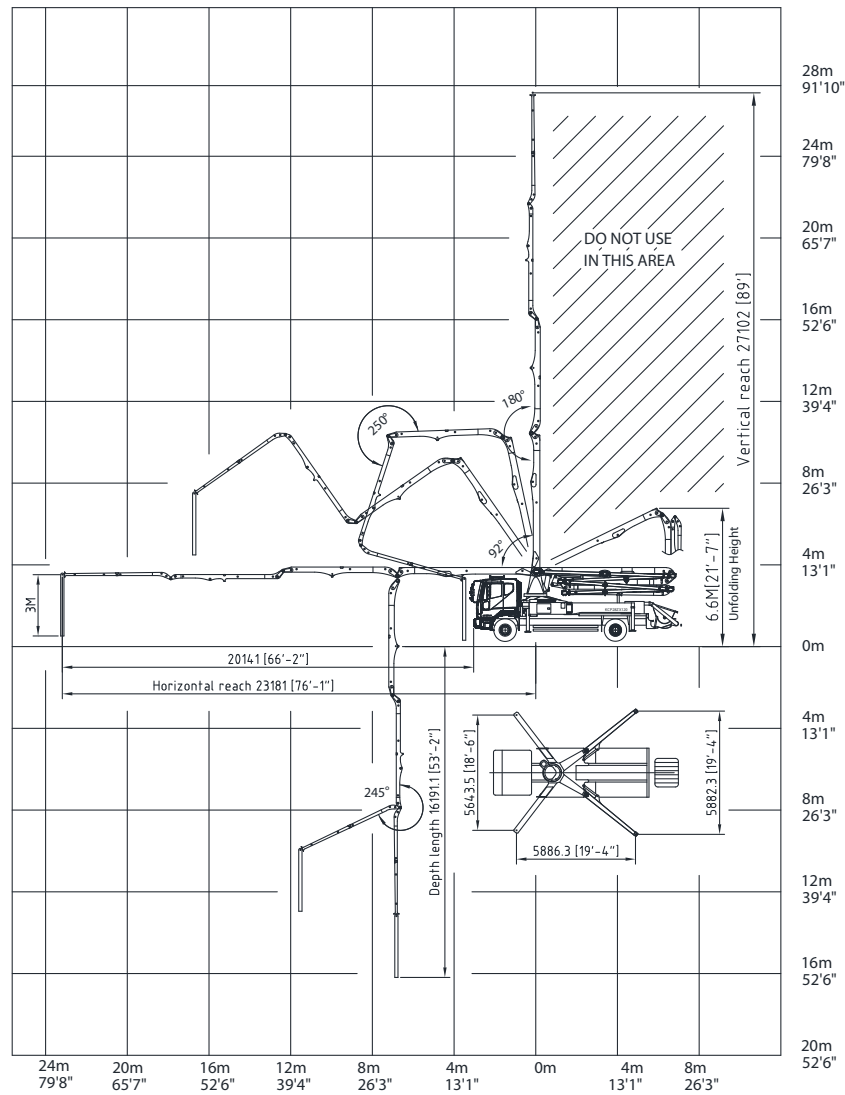 28m
91'10"
24m
79'8"
20m
65'7"
DO NOT USE
IN THIS AREA
16m
52'6"
Vertical reach 27102 [89']
12m
39'4"
180°
250°
8m
26'3"
92°
4m
13'1"
6.6M[21'-7"]
Unfolding Height
3M
0m
20141 [66'-2"]
Horizontal reach 23181 [76'-1"]
4m
13'1"
5643.5 [18'-6"]
5882.3 [19'-4"]
245°
Depth length 16191.1 [53'-2"]
8m
26'3"
5886.3 [19'-4"]
12m
39'4"
16m
52'6"
20m
52'6"
24m
79'8"
20m
65'7"
16m
52'6"
12m
39'4"
8m
26'3"
4m
13'1"
0m
4m
13'1"
8m
26'3"